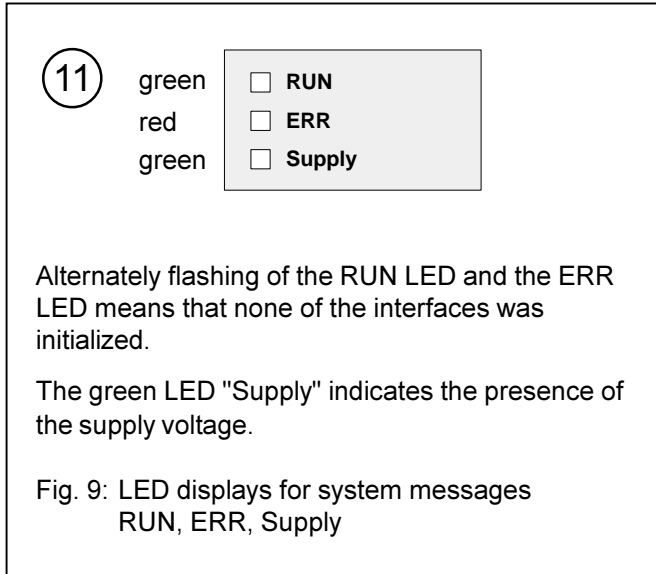 11 green RUN
red ERR
green Supply
Alternately flashing of the RUN LED and the ERR
LED means that none of the interfaces was
initialized.
The green LED "Supply" indicates the presence of
the supply voltage.
Fig. 9: LED displays for system messages
RUN, ERR, Supply